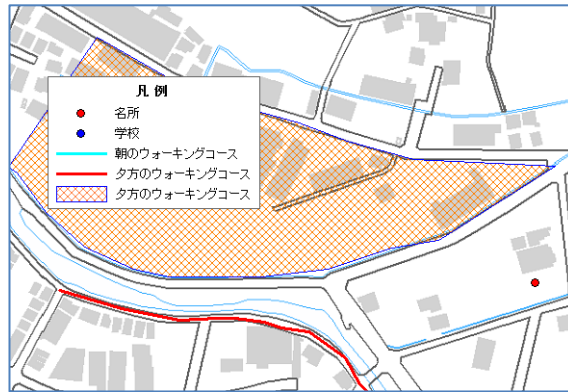 凡 例
名所
学校
朝のウォーキングコース
夕方のウォーキングコース
夕方のウォーキングコース